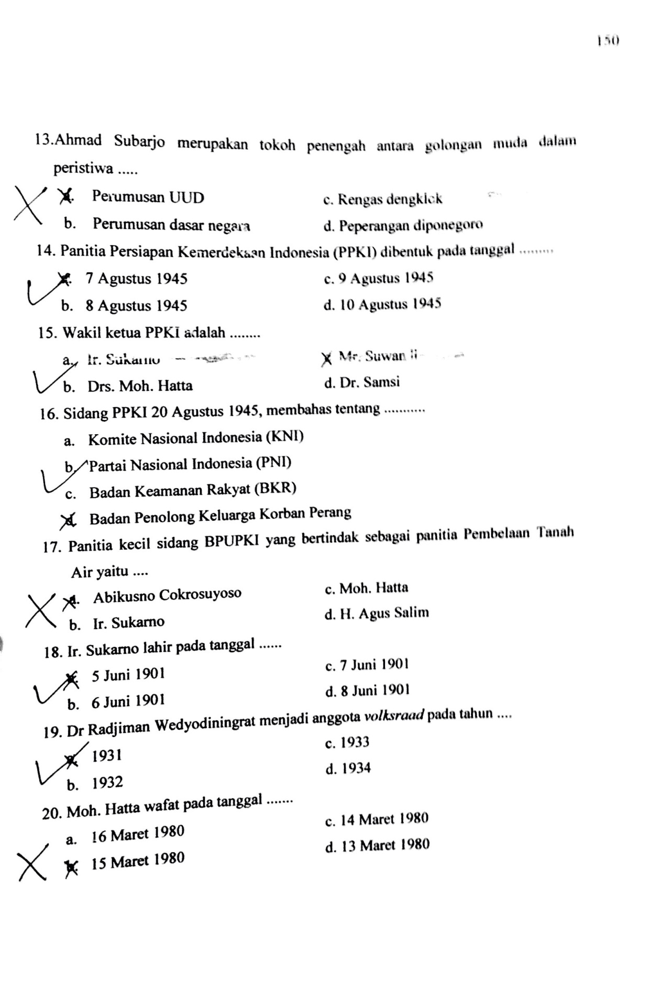 150
13.Ahmad Subarjo merupakan tokoh penengah antara golongan muda dalam
peristiwa .....
a. Perumusan UUD c. Rengas dengklok
b. Perumusan dasar negara d. Peperangan diponegoro
14. Panitia Persiapan Kemerdekaan Indonesia (PPKI) dibentuk pada tanggal .........
a. 7 Agustus 1945 c. 9 Agustus 1945
b. 8 Agustus 1945 d. 10 Agustus 1945
15. Wakil ketua PPKI adalah ........
a. Ir. Sukarno Mr. Suwan
b. Drs. Moh. Hatta d. Dr. Samsi
16. Sidang PPKI 20 Agustus 1945, membahas tentang ...........
a. Komite Nasional Indonesia (KNI)
b. Partai Nasional Indonesia (PNI)
c. Badan Keamanan Rakyat (BKR)
d. Badan Penolong Keluarga Korban Perang
17. Panitia kecil sidang BPUPKI yang bertindak sebagai panitia Pembelaan Tanah
Air yaitu ....
a. Abikusno Cokrosuyoso c. Moh. Hatta
b. Ir. Sukarno d. H. Agus Salim
18. Ir. Sukarno lahir pada tanggal ......
a. 5 Juni 1901 c. 7 Juni 1901
b. 6 Juni 1901 d. 8 Juni 1901
19. Dr Radjiman Wedyodiningrat menjadi anggota volksraad pada tahun ....
a. 1931 c. 1933
b. 1932 d. 1934
20. Moh. Hatta wafat pada tanggal .......
a. 16 Maret 1980 c. 14 Maret 1980
b. 15 Maret 1980 d. 13 Maret 1980